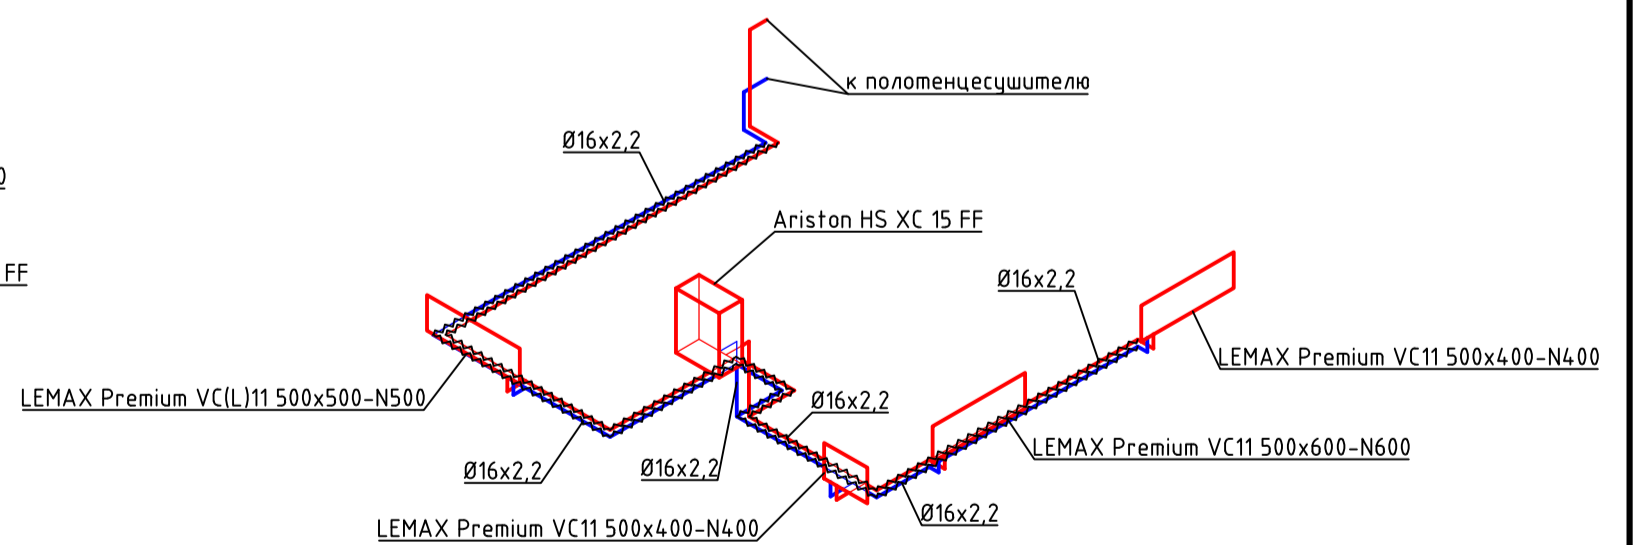 к полотенцесушителю
Ø16x2,2
0
Ariston HS XC 15 FF
FF
Ø16x2,2
LEMAX Premium VC11 500x400-N400
LEMAX Premium VC(L)11 500x500-N500
Ø16x2,2
LEMAX Premium VC11 500x600-N600
Ø16x2,2
Ø16x2,2
Ø16x2,2
LEMAX Premium VC11 500x400-N400